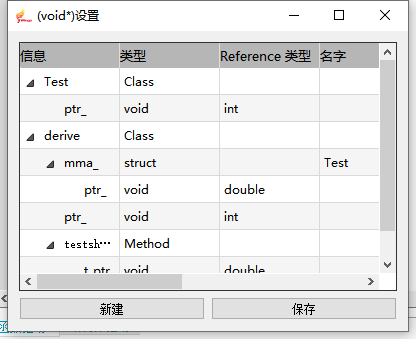 (void*)设置
信息 类型 Reference 类型 名字
Test Class
ptr_ void int
derive Class
mma_ struct Test
ptr_ void double
ptr_ void int
testsh⋯ Method
t_ptr void double
新建 保存